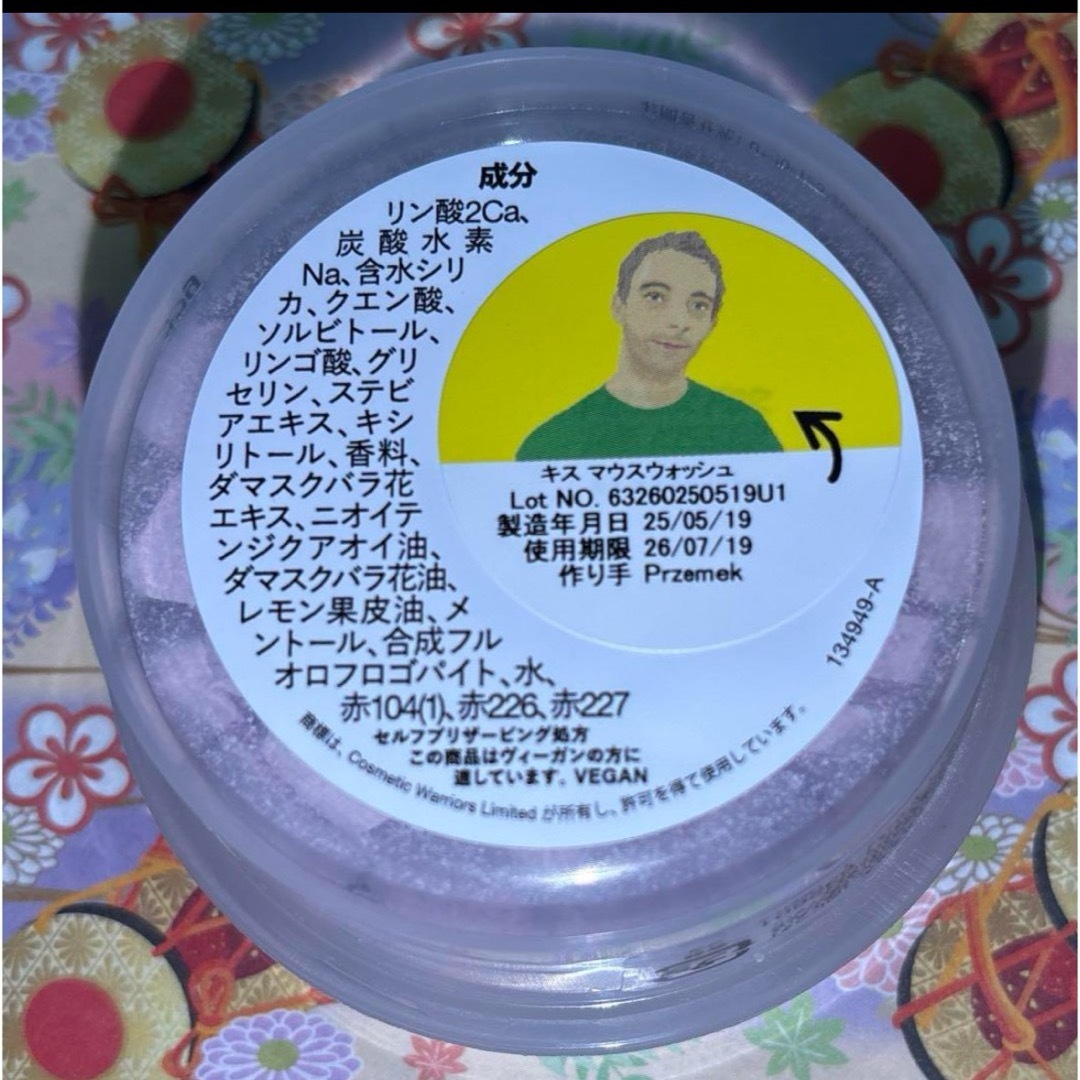 成分
リン酸2Ca、
炭酸水素
Na、含水シリ
カ、クエン酸、
ソルビトール、
リンゴ酸、グリ
セリン、ステビ
アエキス、キシ
リトール、香料、
ダマスクバラ花
エキス、ニオイテ
ンジクアオイ油、
ダマスクバラ花油、
レモン果皮油、メ
ントール、合成フル
オロフロゴパイト、水、
赤104(1)、赤226、赤227
セルフプリザービング処方
この商品はヴィーガンの方に
適しています。VEGAN
商標は、Cosmetic Warriors Limited が所有し、許可を得て使用しています。
キス マウスウォッシュ
Lot NO. 63260250519U1
製造年月日 25/05/19
使用期限 26/07/19
作り手 Przemek
134949-A